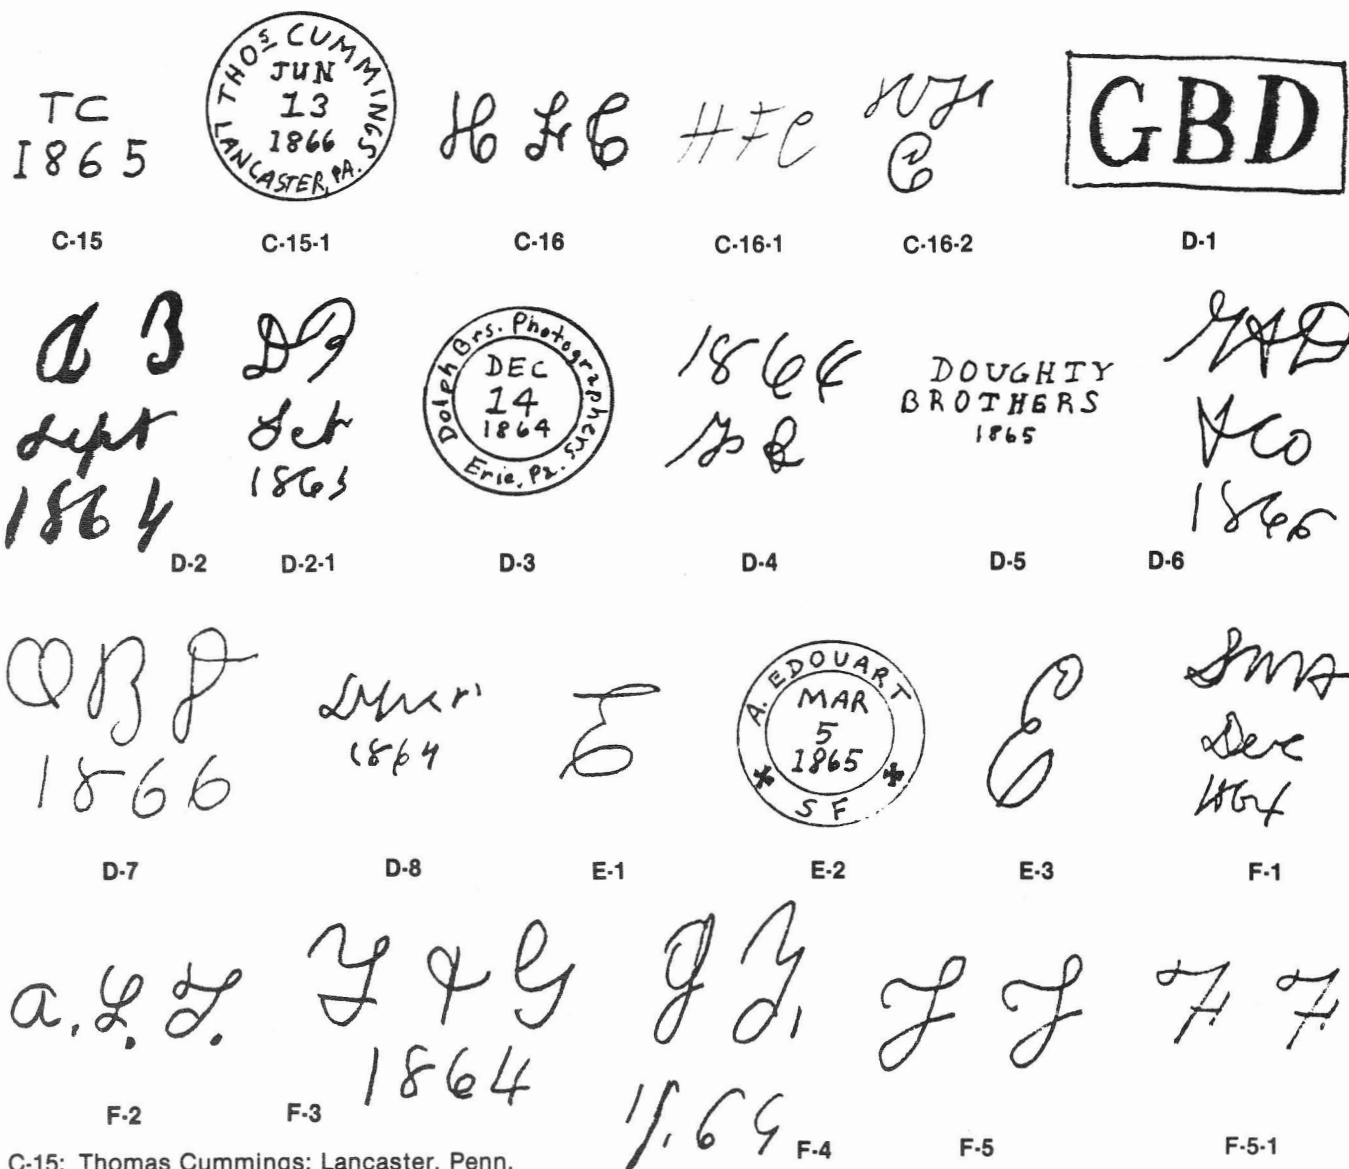 TC
1865
C-15
THOS CUMMINGS
JUN
13
1866
LANCASTER, PA.
C-15-1
H F C
C-16
HFC
C-16-1
C
C-16-2
GBD
D-1
B
Sept
1864
D-2
DB
1863
D-2-1
Dolph Brs. Photographers
DEC
14
1864
Erie, Pa.
D-3
1864
D-4
DOUGHTY
BROTHERS
1865
D-5
& Co
1866
D-6
1866
D-7
1864
D-8
E
E-1
A. EDOUART
MAR
5
1865
S F
E-2
E
E-3
Dec
1864
F-1
F-2
F & G
1864
F-3
F-4
F F
F-5
F. F.
F-5-1
C-15: Thomas Cummings; Lancaster, Penn.